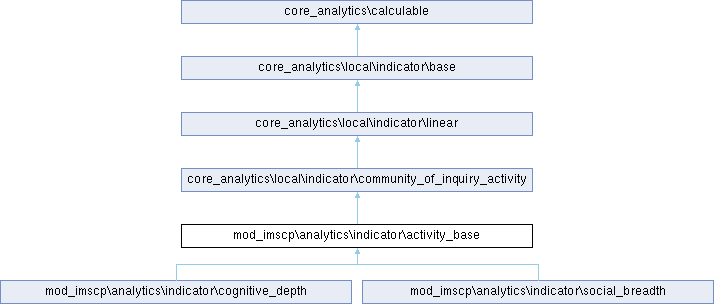 core_analytics\calculable
core_analytics\local\indicator\base
core_analytics\local\indicator\linear
core_analytics\local\indicator\community_of_inquiry_activity
mod_imscp\analytics\indicator\activity_base
mod_imscp\analytics\indicator\cognitive_depth
mod_imscp\analytics\indicator\social_breadth